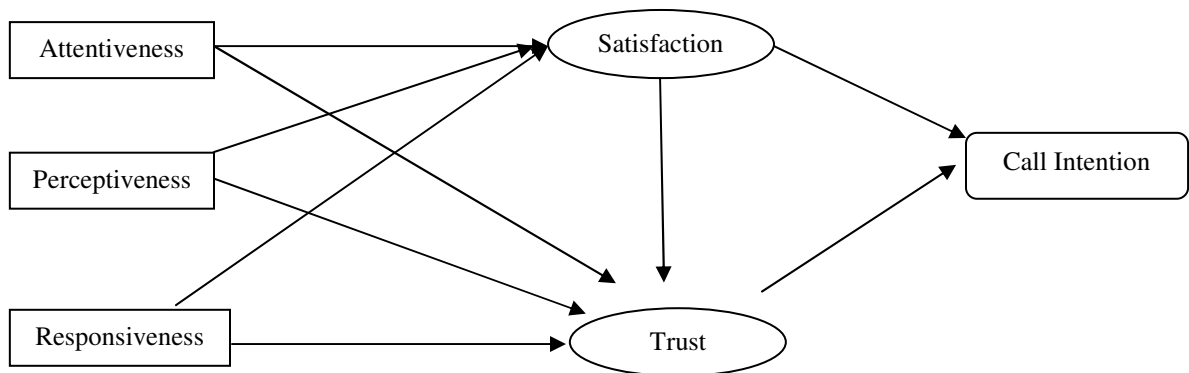 Attentiveness
Satisfaction
Perceptiveness
Call Intention
Responsiveness
Trust